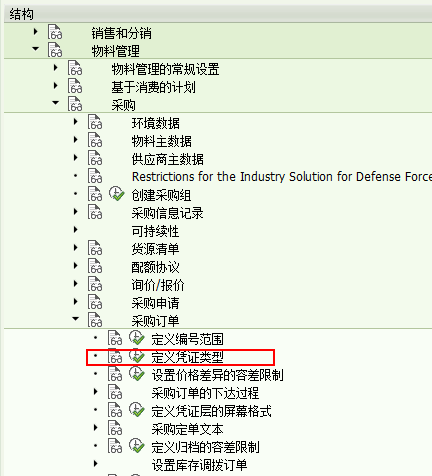 结构
销售和分销
物料管理
物料管理的常规设置
基于消费的计划
采购
环境数据
物料主数据
供应商主数据
Restrictions for the Industry Solution for Defense Force
创建采购组
采购信息记录
可持续性
货源清单
配额协议
询价/报价
采购申请
采购订单
定义编号范围
定义凭证类型
设置价格差异的容差限制
采购订单的下达过程
定义凭证层的屏幕格式
采购定单文本
定义归档的容差限制
设置库存调拨订单